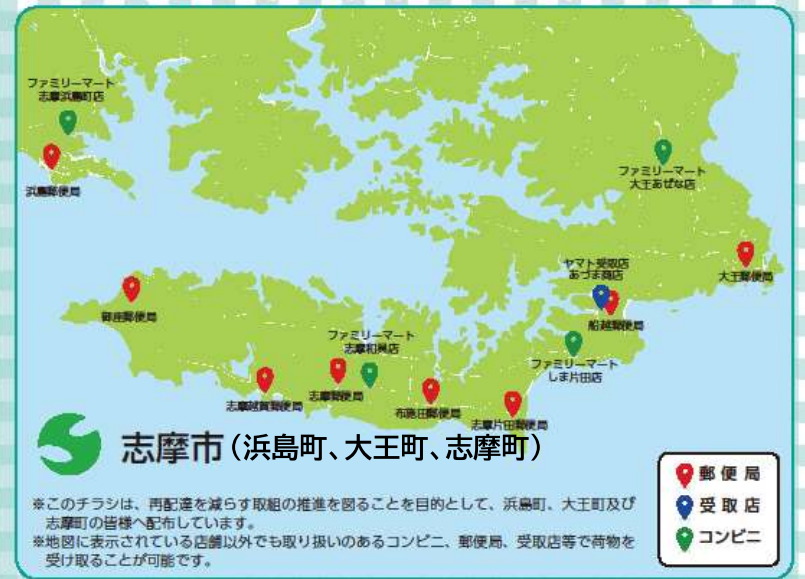 ファミリーマート
志摩浜島町店
浜島郵便局
ファミリーマート
大王あぜな店
大王郵便局
ヤマト受取店
あづま商店
船越郵便局
御座郵便局
ファミリーマート
志摩和具店
ファミリーマート
しま片田店
志摩越賀郵便局
志摩郵便局
布施田郵便局
志摩片田郵便局
志摩市(浜島町、大王町、志摩町)
郵便局
受取店
コンビニ
※このチラシは、再配達を減らす取組の推進を図ることを目的として、浜島町、大王町及び
志摩町の皆様へ配布しています。
※地図に表示されている店舗以外でも取り扱いのあるコンビニ、郵便局、受取店等で荷物を
受け取ることが可能です。